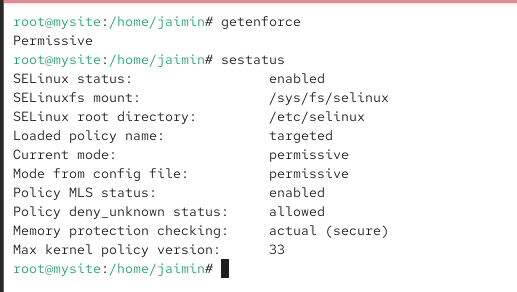 root@mysite:/home/jaimin# getenforce
Permissive
root@mysite:/home/jaimin# sestatus
SELinux status:                 enabled
SELinuxfs mount:                /sys/fs/selinux
SELinux root directory:         /etc/selinux
Loaded policy name:             targeted
Current mode:                   permissive
Mode from config file:          permissive
Policy MLS status:              enabled
Policy deny_unknown status:     allowed
Memory protection checking:     actual (secure)
Max kernel policy version:      33
root@mysite:/home/jaimin#